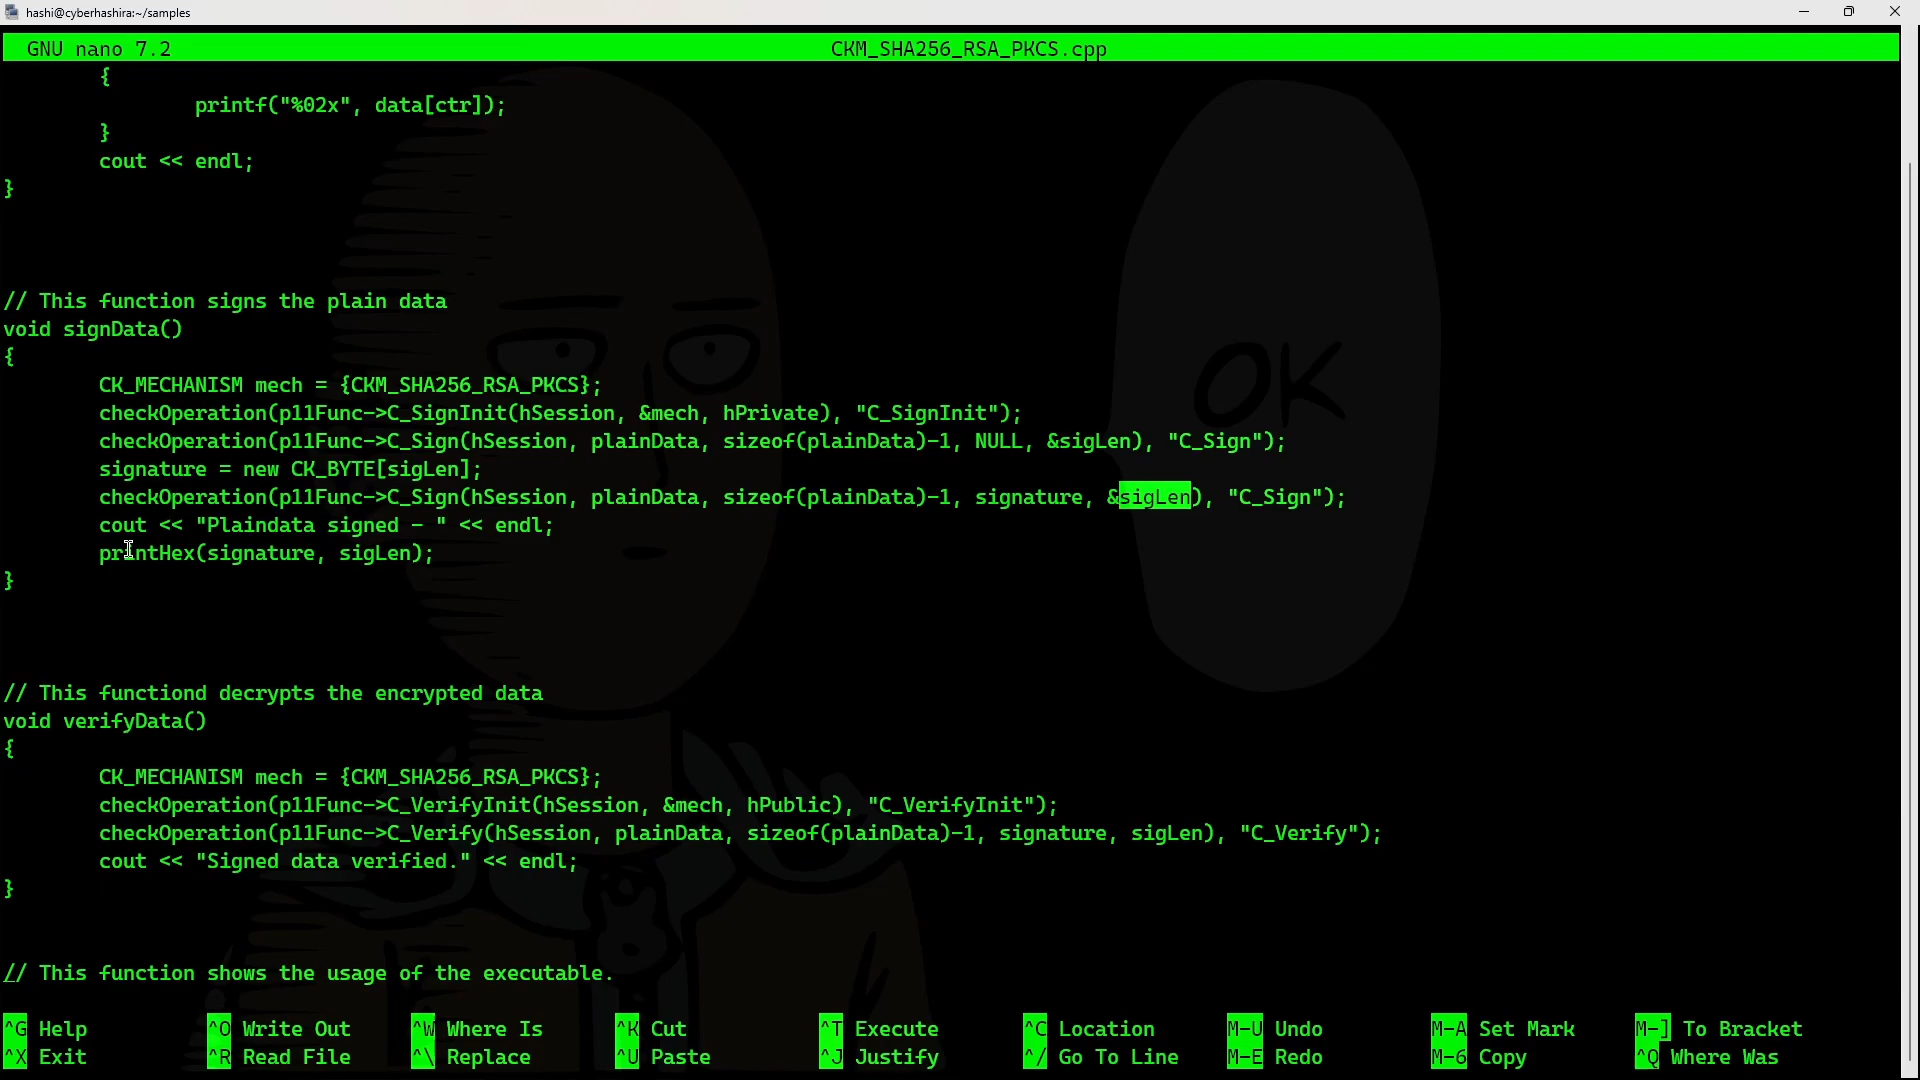 hashi@cyberhashira:~/samples
GNU nano 7.2 CKM_SHA256_RSA_PKCS.cpp
{
printf("%02x", data[ctr]);
}
cout << endl;
}
// This function signs the plain data
void signData()
{
CK_MECHANISM mech = {CKM_SHA256_RSA_PKCS};
checkOperation(p11Func->C_SignInit(hSession, &mech, hPrivate), "C_SignInit");
checkOperation(p11Func->C_Sign(hSession, plainData, sizeof(plainData)-1, NULL, &sigLen), "C_Sign");
signature = new CK_BYTE[sigLen];
checkOperation(p11Func->C_Sign(hSession, plainData, sizeof(plainData)-1, signature, &sigLen), "C_Sign");
cout << "Plaindata signed - " << endl;
printHex(signature, sigLen);
}
// This functiond decrypts the encrypted data
void verifyData()
{
CK_MECHANISM mech = {CKM_SHA256_RSA_PKCS};
checkOperation(p11Func->C_VerifyInit(hSession, &mech, hPublic), "C_VerifyInit");
checkOperation(p11Func->C_Verify(hSession, plainData, sizeof(plainData)-1, signature, sigLen), "C_Verify");
cout << "Signed data verified." << endl;
}
// This function shows the usage of the executable.
OK
^G Help ^O Write Out ^W Where Is ^K Cut ^T Execute ^C Location M-U Undo M-A Set Mark M-] To Bracket
^X Exit ^R Read File ^\ Replace ^U Paste ^J Justify ^/ Go To Line M-E Redo M-6 Copy ^Q Where Was